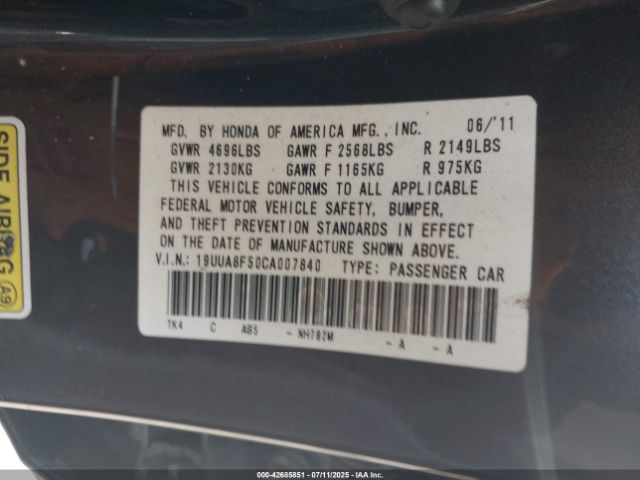 MFD. BY HONDA OF AMERICA MFG., INC. 06/'11
GVWR 4696LBS GAWR F 2568LBS R 2149LBS
GVWR 2130KG GAWR F 1165KG R 975KG
THIS VEHICLE CONFORMS TO ALL APPLICABLE
FEDERAL MOTOR VEHICLE SAFETY, BUMPER,
AND THEFT PREVENTION STANDARDS IN EFFECT
ON THE DATE OF MANUFACTURE SHOWN ABOVE.
V.I.N.: 19UUA8F50CA007840 TYPE: PASSENGER CAR
TK4 C AB5 - NH782M - A - A
SIDE AIRBAG
A9
000-42685851 07/11/2025 IAA Inc.